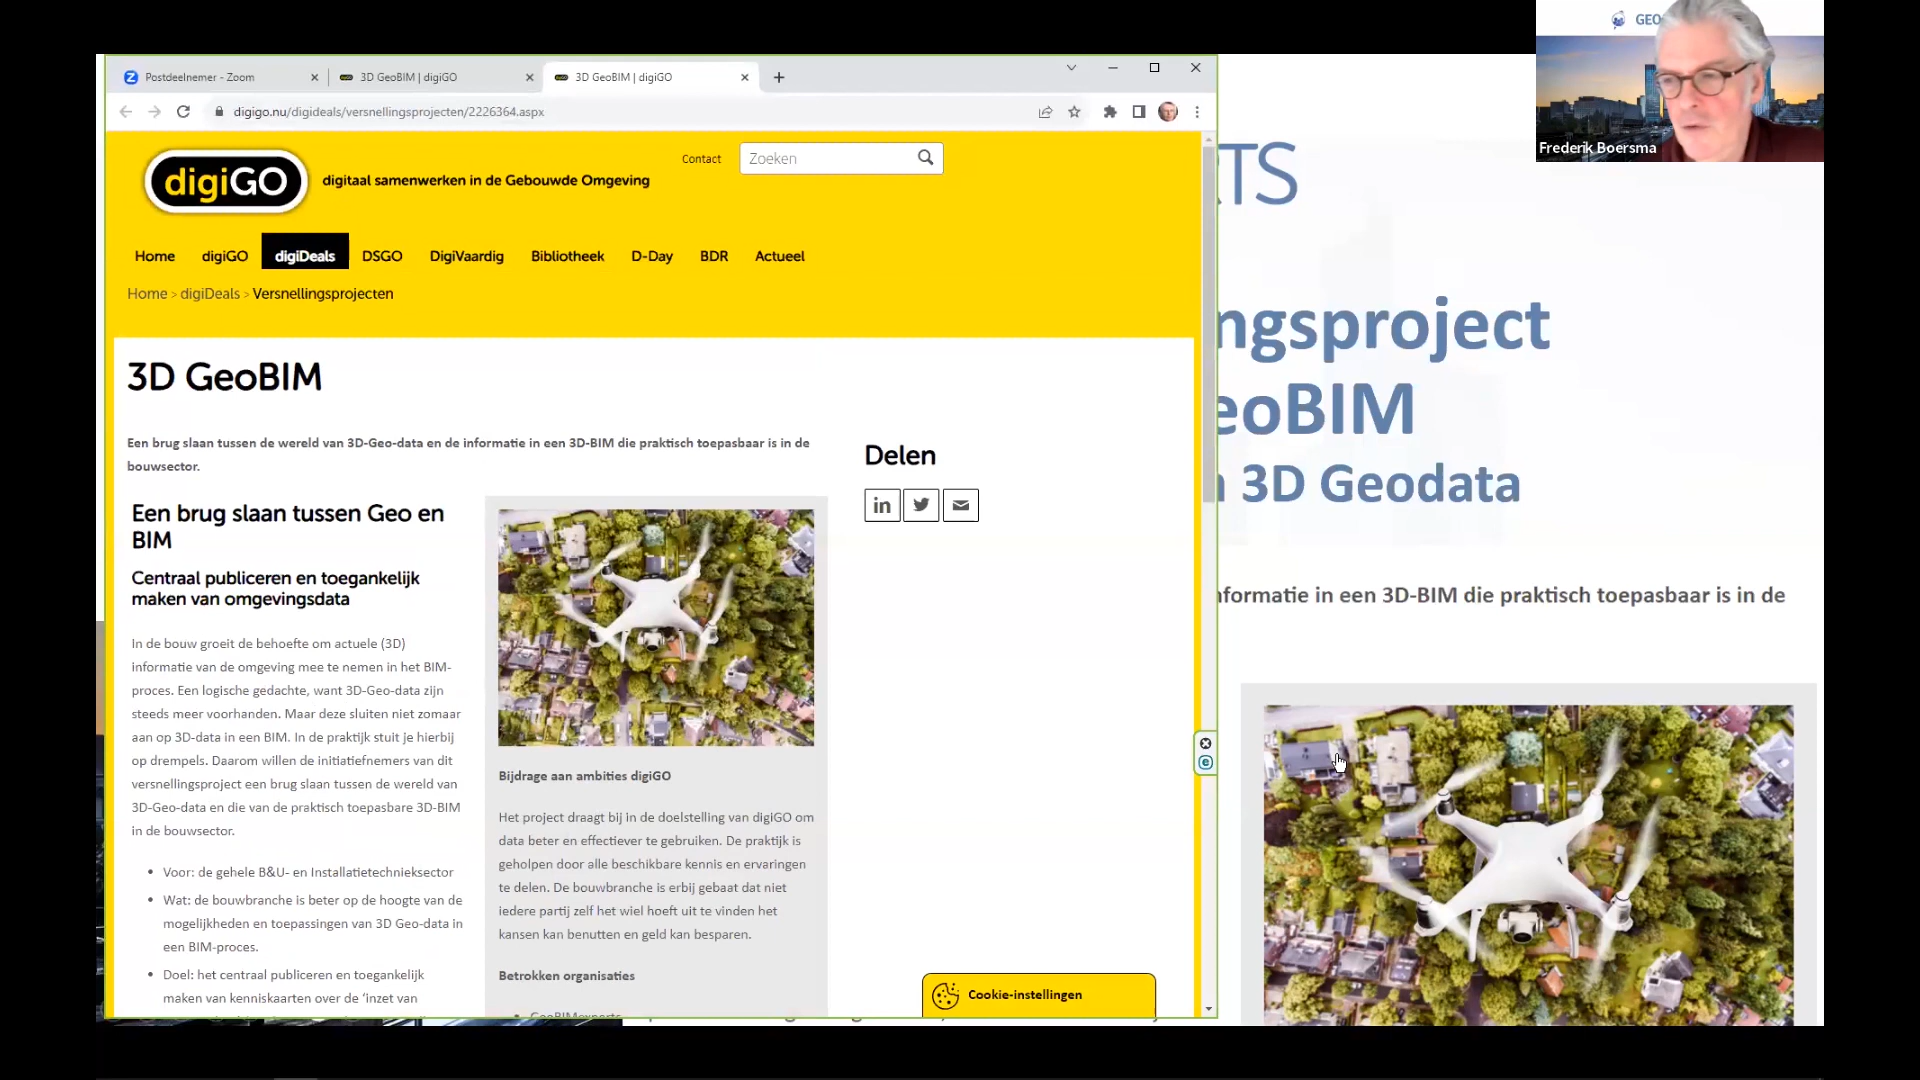 Postdeelnemer - Zoom
3D GeoBIM | digiGO
3D GeoBIM | digiGO
digigo.nu/digideals/versnellingsprojecten/2226364.aspx
GEO
Frederik Boersma
digiGO
digitaal samenwerken in de Gebouwde Omgeving
Contact
Zoeken
Home digiGO digiDeals DSGO DigiVaardig Bibliotheek D-Day BDR Actueel
Home > digiDeals > Versnellingsprojecten
3D GeoBIM
Een brug slaan tussen de wereld van 3D-Geo-data en de informatie in een 3D-BIM die praktisch toepasbaar is in de
bouwsector.
Een brug slaan tussen Geo en
BIM
Centraal publiceren en toegankelijk
maken van omgevingsdata
In de bouw groeit de behoefte om actuele (3D)
informatie van de omgeving mee te nemen in het BIM-
proces. Een logische gedachte, want 3D-Geo-data zijn
steeds meer voorhanden. Maar deze sluiten niet zomaar
aan op 3D-data in een BIM. In de praktijk stuit je hierbij
op drempels. Daarom willen de initiatiefnemers van dit
versnellingsproject een brug slaan tussen de wereld van
3D-Geo-data en die van de praktisch toepasbare 3D-BIM
in de bouwsector.
• Voor: de gehele B&U- en Installatietechnieksector
• Wat: de bouwbranche is beter op de hoogte van de
mogelijkheden en toepassingen van 3D Geo-data in
een BIM-proces.
• Doel: het centraal publiceren en toegankelijk
maken van kenniskaarten over de ‘inzet van
Bijdrage aan ambities digiGO
Het project draagt bij in de doelstelling van digiGO om
data beter en effectiever te gebruiken. De praktijk is
geholpen door alle beschikbare kennis en ervaringen
te delen. De bouwbranche is erbij gebaat dat niet
iedere partij zelf het wiel hoeft uit te vinden het
kansen kan benutten en geld kan besparen.
Betrokken organisaties
• GeoBIMexperts
Delen
in
Cookie-instellingen
RTS
ngsproject
eoBIM
3D Geodata
nformatie in een 3D-BIM die praktisch toepasbaar is in de